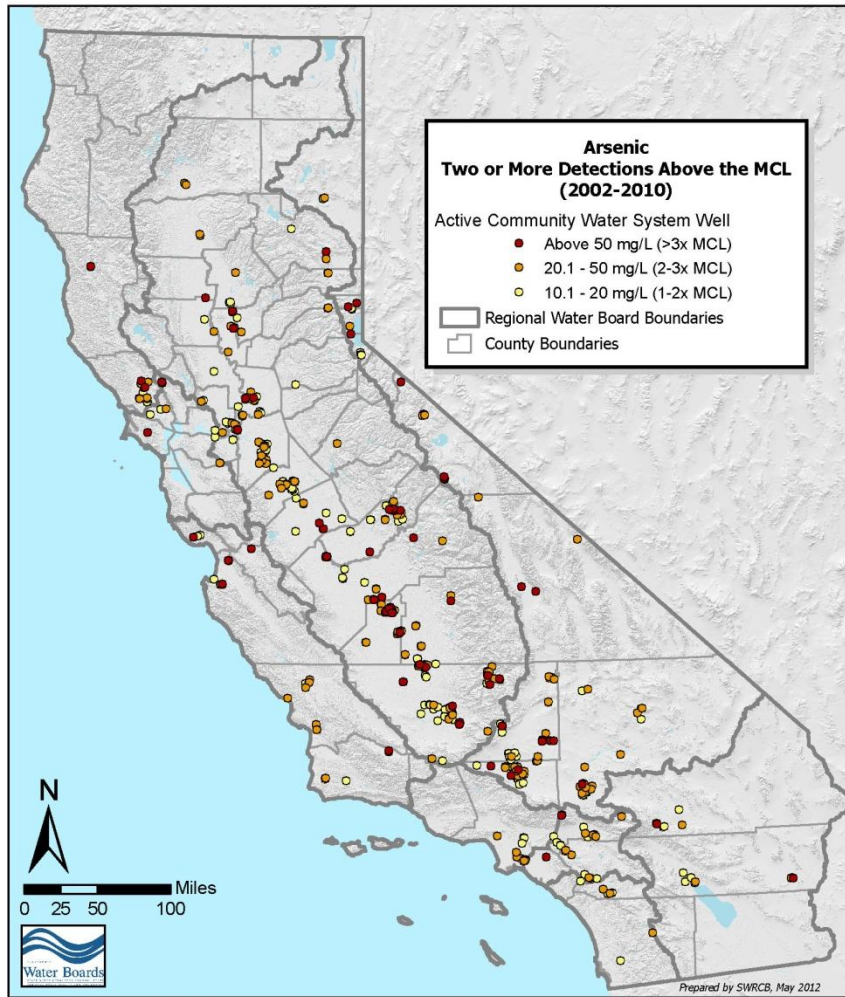 Arsenic
Two or More Detections Above the MCL
(2002-2010)
Active Community Water System Well
Above 50 mg/L (>3x MCL)
20.1 - 50 mg/L (2-3x MCL)
10.1 - 20 mg/L (1-2x MCL)
Regional Water Board Boundaries
County Boundaries
N
Miles
0 25 50 100
Water Boards
Prepared by SWRCB, May 2012